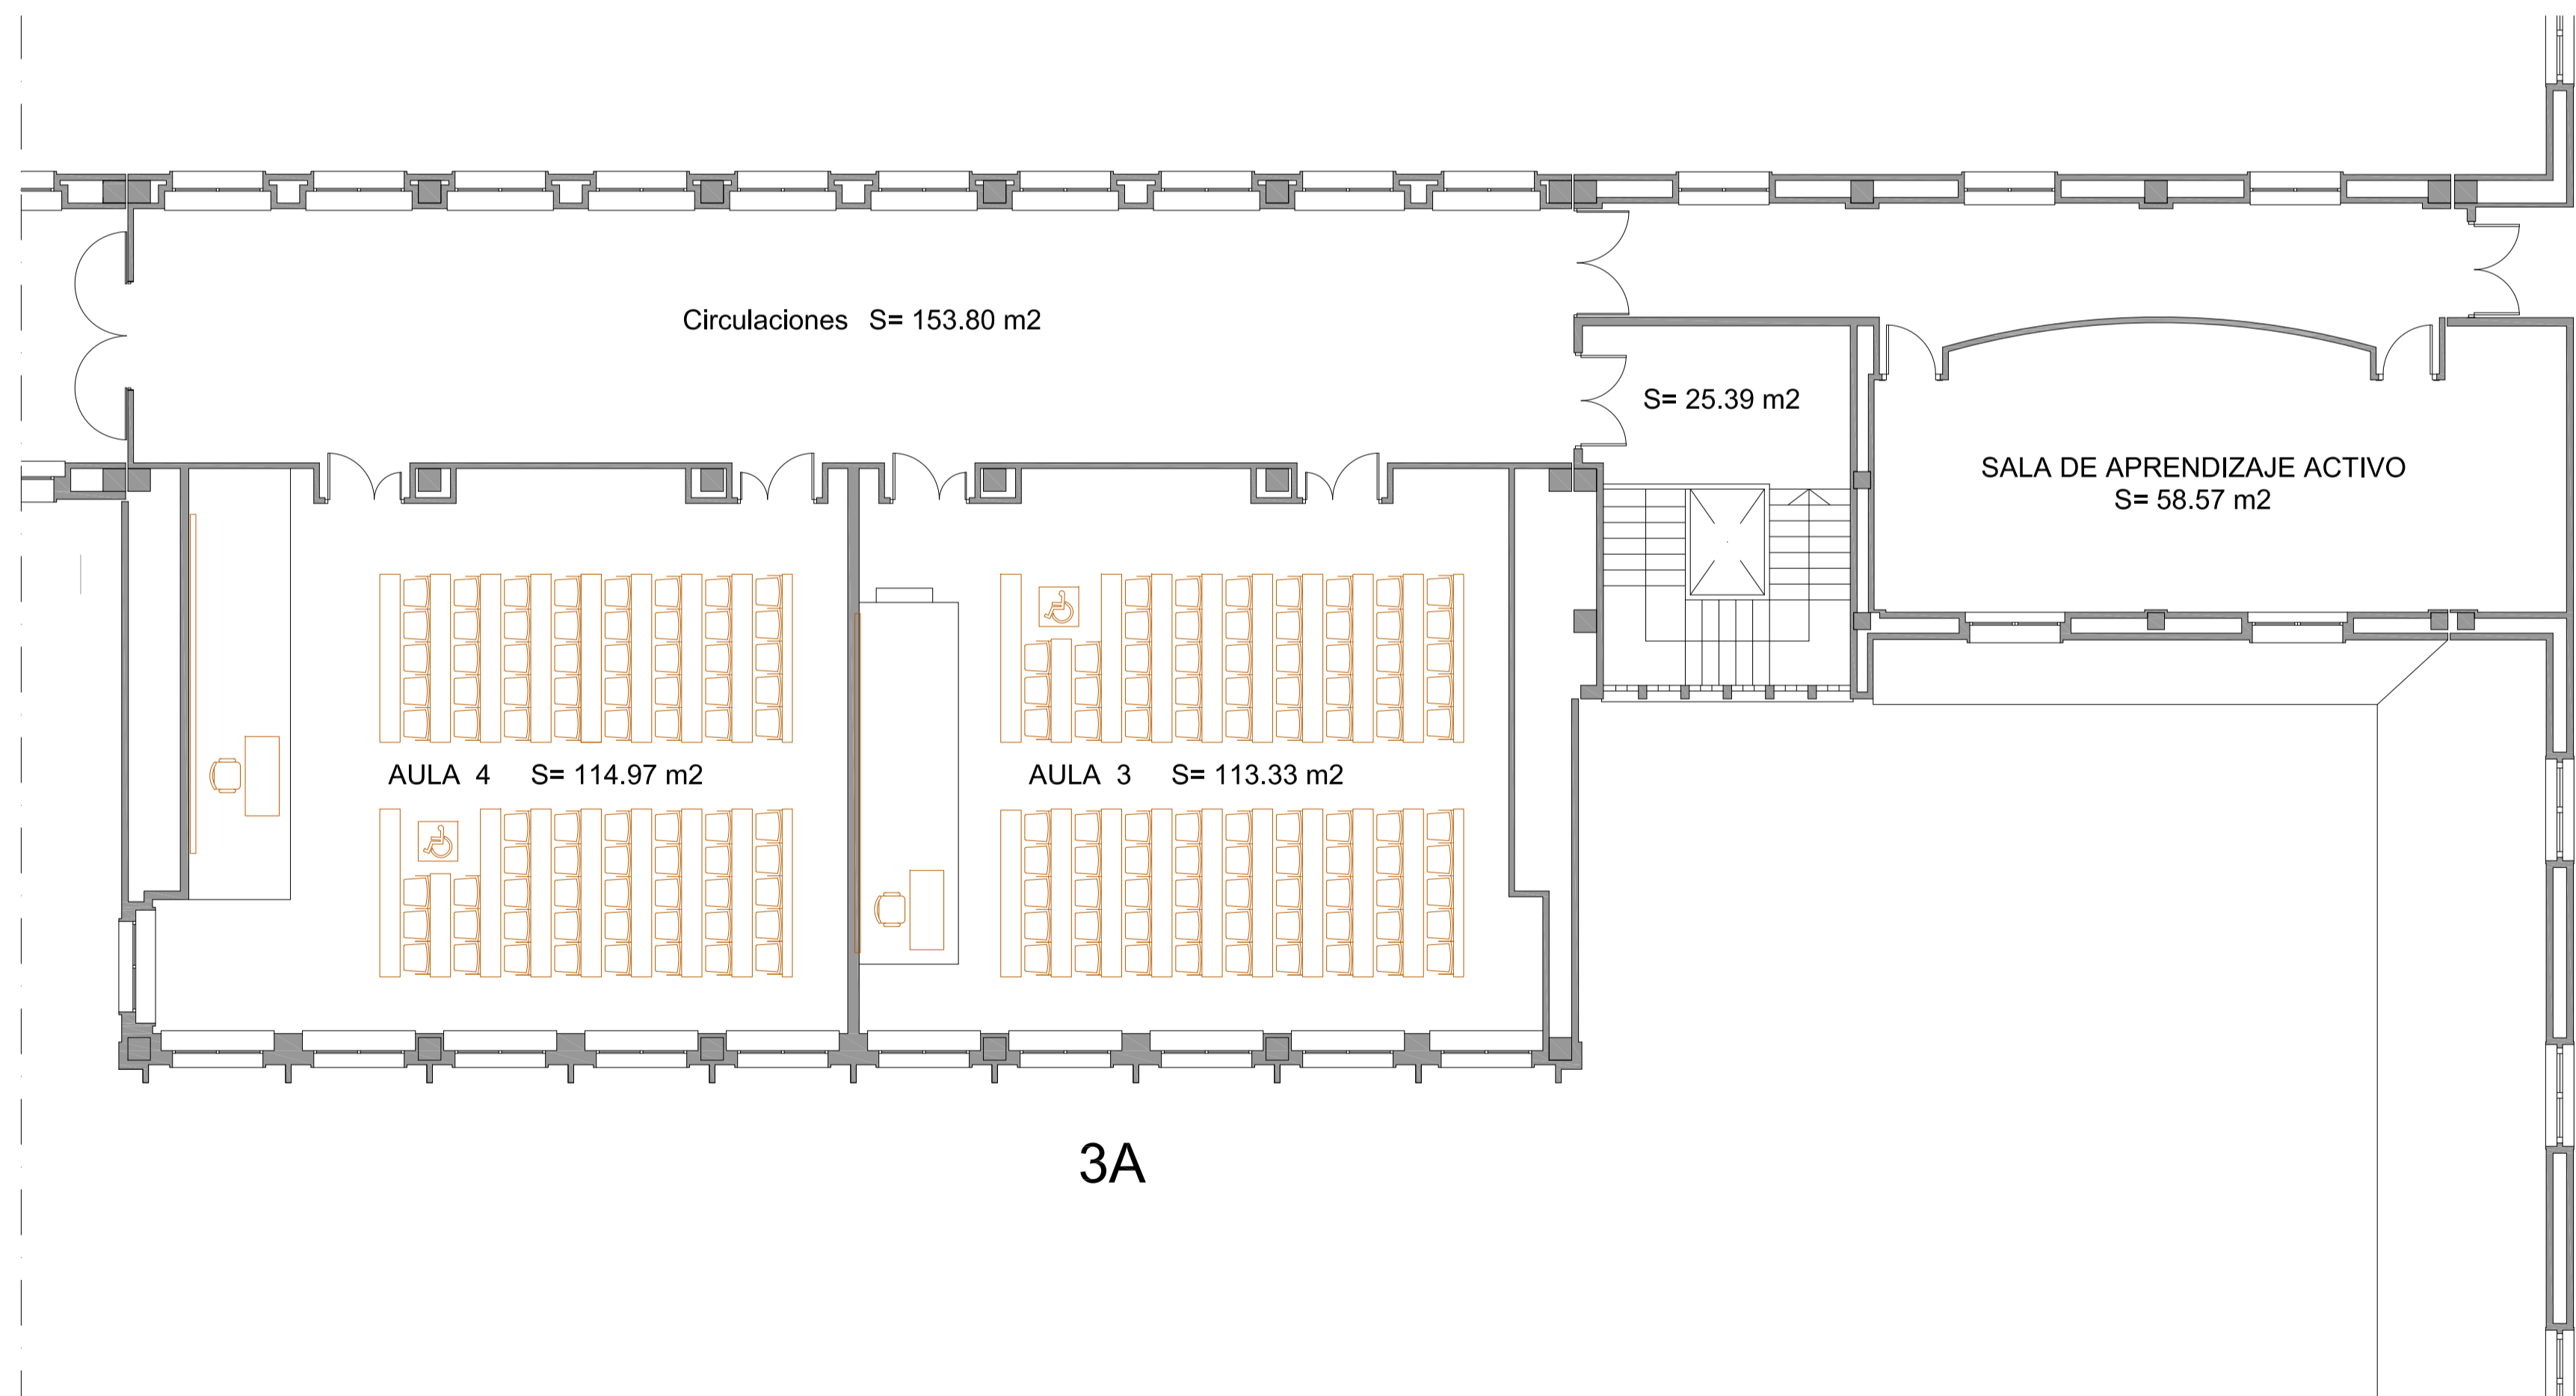 Circulaciones S= 153.80 m2
S= 25.39 m2
SALA DE APRENDIZAJE ACTIVO
S= 58.57 m2
AULA 4 S= 114.97 m2
AULA 3 S= 113.33 m2
3A